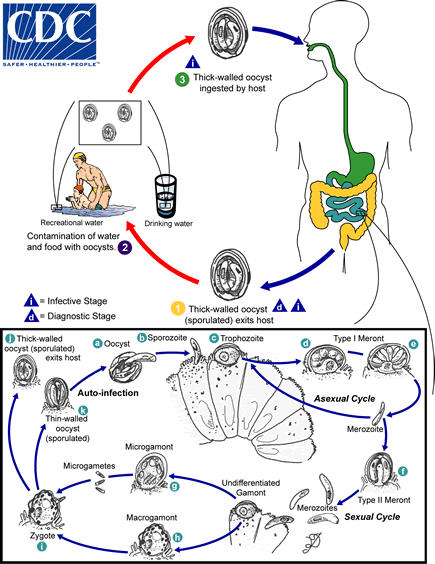 CDC
SAFER • HEALTHIER • PEOPLE™
i
3 Thick-walled oocyst
ingested by host
Recreational water
Drinking water
Contamination of water
and food with oocysts. 2
1 Thick-walled oocyst
(sporulated) exits host
d i
i = Infective Stage
d = Diagnostic Stage
j
Thick-walled
oocyst (sporulated)
exits host
a Oocyst
b Sporozoite
c Trophozoite
Type I Meront
d
e
Auto-infection
k
Thin-walled
oocyst
(sporulated)
Asexual Cycle
Merozoite
f
Type II Meront
Microgamont
Microgametes
g
Undifferentiated
Gamont
Merozoites
Sexual Cycle
Macrogamont
h
Zygote
i